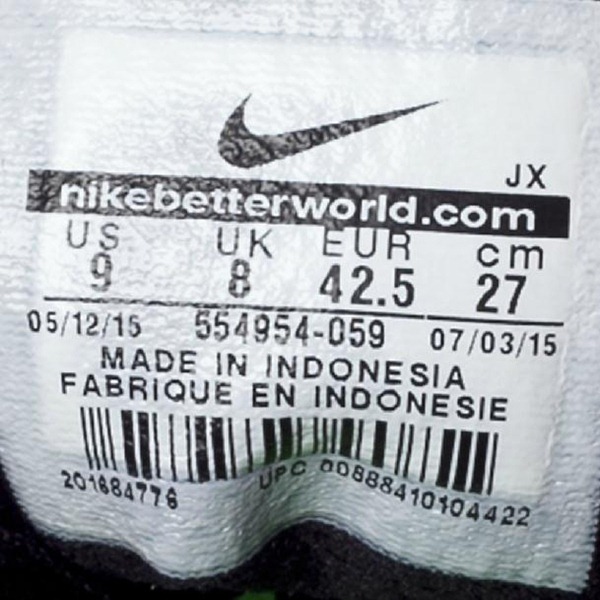 JX
nikebetterworld.com
US UK EUR cm
9 8 42.5 27
05/12/15 554954-059 07/03/15
MADE IN INDONESIA
FABRIQUE EN INDONESIE
201684776 UPC 00888410104422